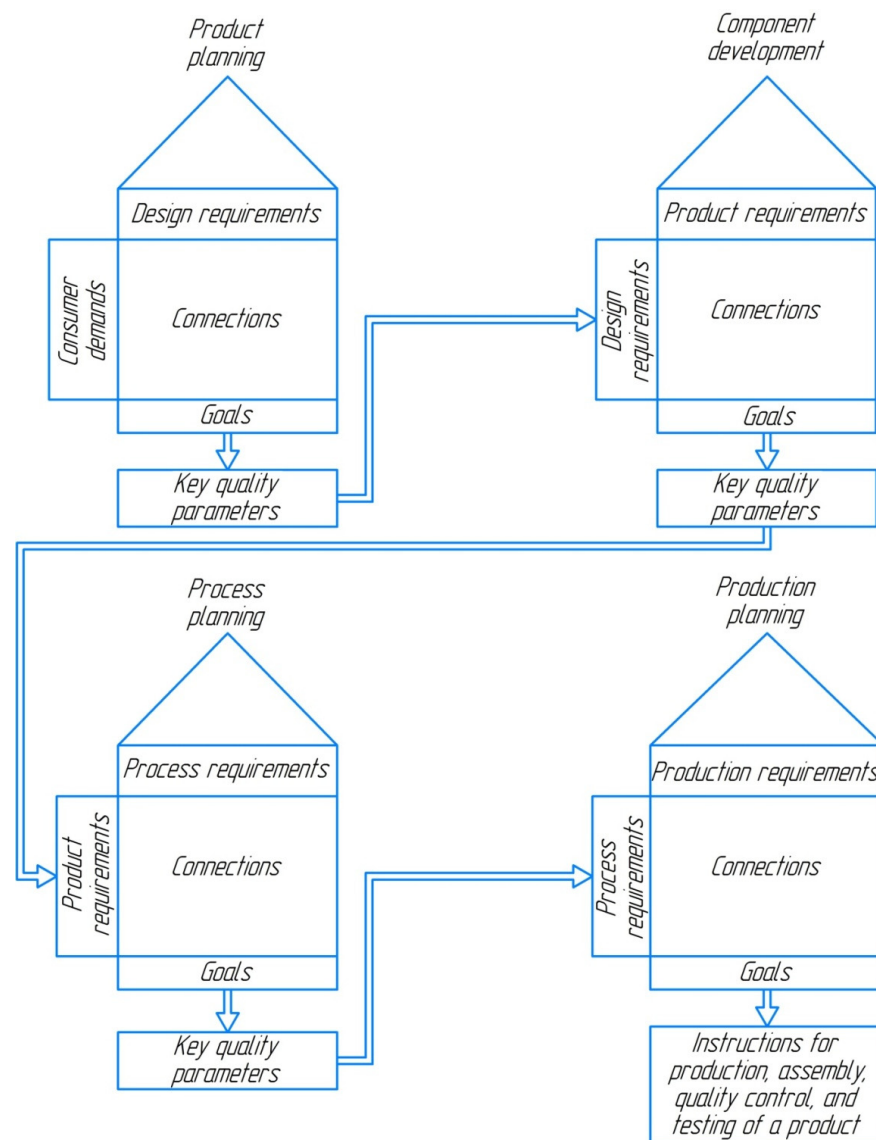 Product
planning
Design requirements
Consumer
demands
Connections
Goals
Key quality
parameters
Component
development
Product requirements
Design
requirements
Connections
Goals
Key quality
parameters
Process
planning
Process requirements
Product
requirements
Connections
Goals
Key quality
parameters
Production
planning
Production requirements
Process
requirements
Connections
Goals
Instructions for
production, assembly,
quality control, and
testing of a product